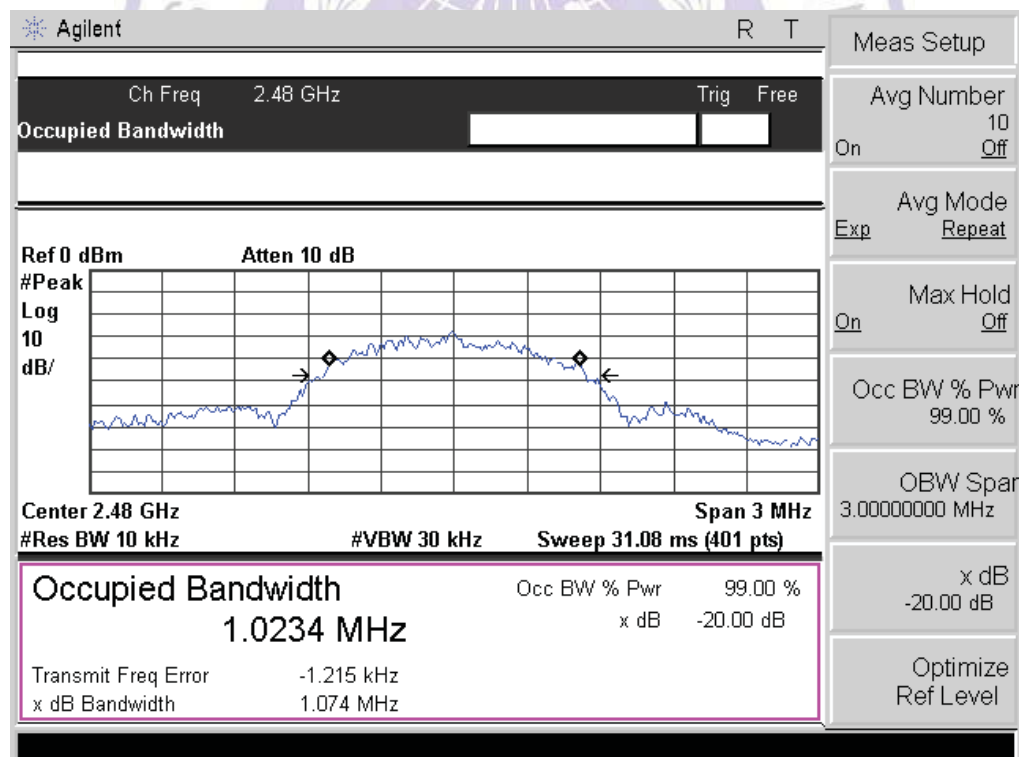 Agilent R T
Ch Freq 2.48 GHz Trig Free
Occupied Bandwidth
Ref 0 dBm Atten 10 dB
#Peak
Log
10
dB/
Center 2.48 GHz Span 3 MHz
#Res BW 10 kHz #VBW 30 kHz Sweep 31.08 ms (401 pts)
Occupied Bandwidth Occ BW % Pwr 99.00 %
1.0234 MHz x dB -20.00 dB
Transmit Freq Error -1.215 kHz
x dB Bandwidth 1.074 MHz
Meas Setup
Avg Number
10
On Off
Avg Mode
Exp Repeat
Max Hold
On Off
Occ BW % Pwr
99.00 %
OBW Span
3.00000000 MHz
x dB
-20.00 dB
Optimize
Ref Level